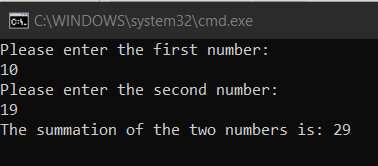 C:\WINDOWS\system32\cmd.exe
Please enter the first number:
10
Please enter the second number:
19
The summation of the two numbers is: 29